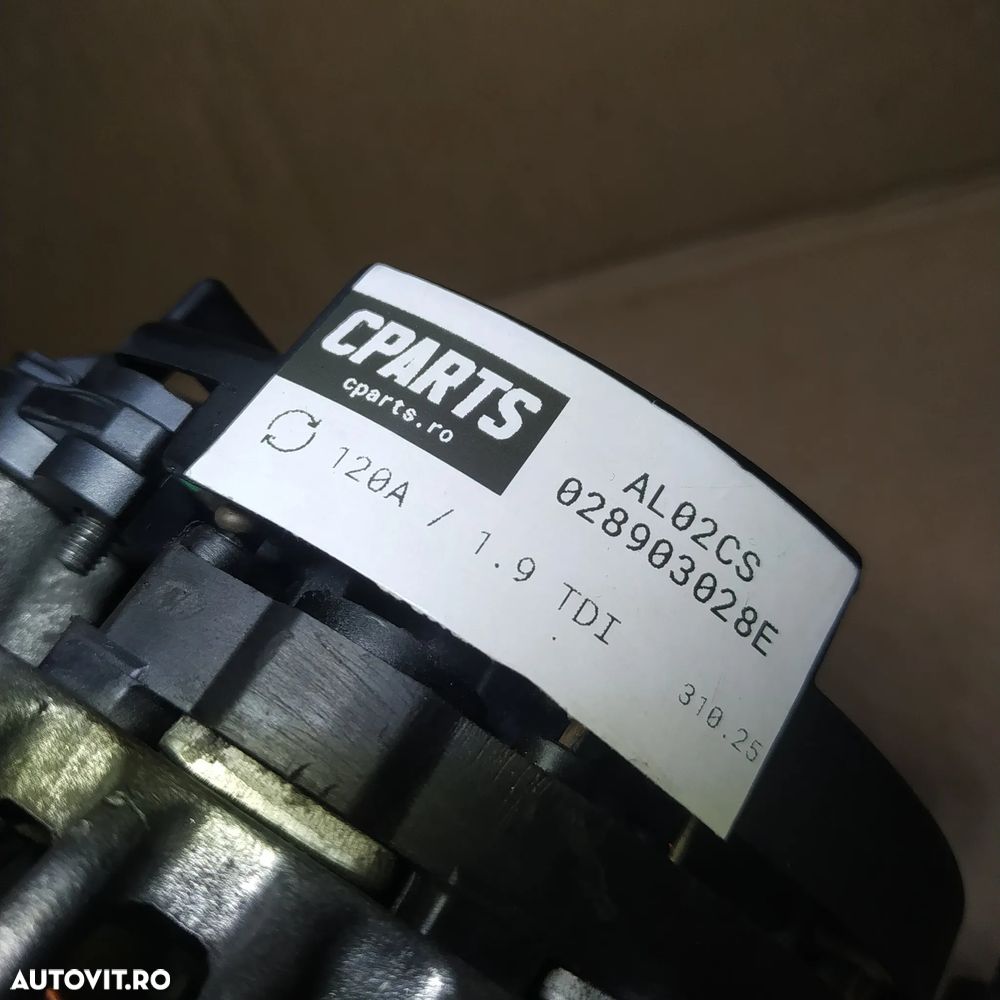 CPARTS
cparts.ro
AL02CS
028903028E
120A / 1.9 TDI
310.25
AUTOVIT.RO